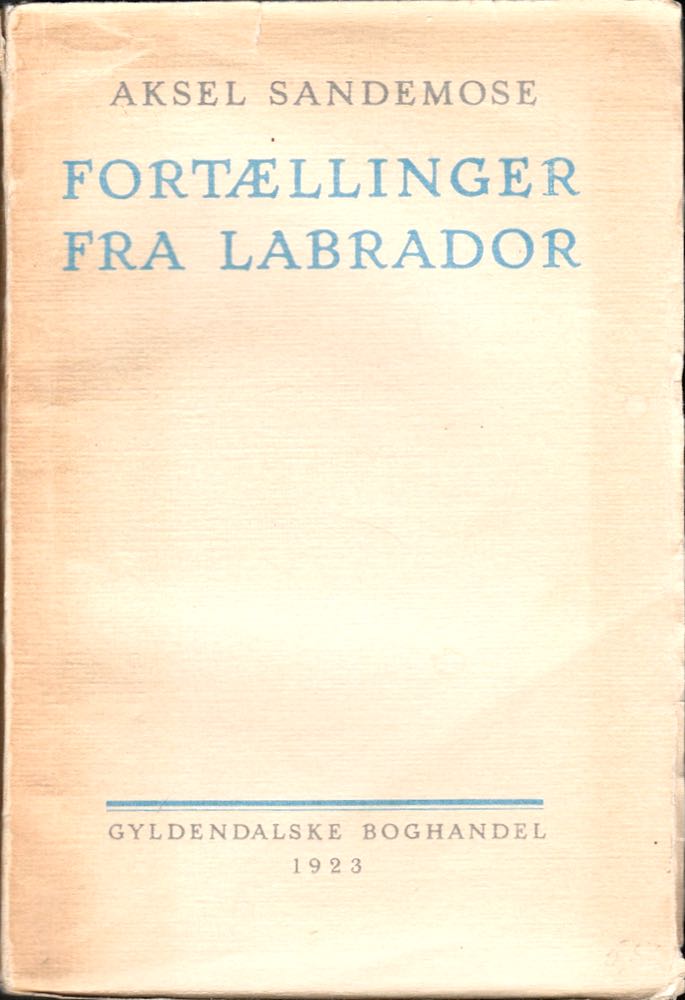 AKSEL SANDEMOSE
FORTÆLLINGER
FRA LABRADOR
GYLDENDALSKE BOGHANDEL
1923